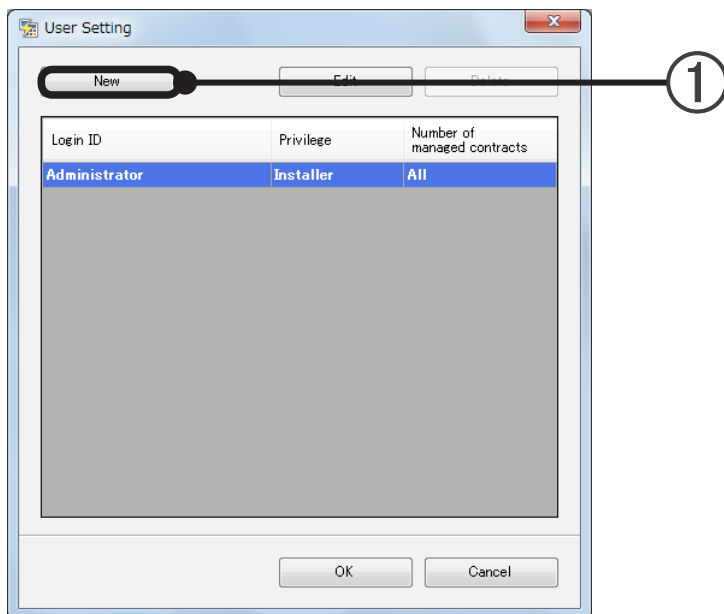 User Setting
New Edit Delete
①
Login ID Privilege Number of
managed contracts
Administrator Installer All
OK Cancel